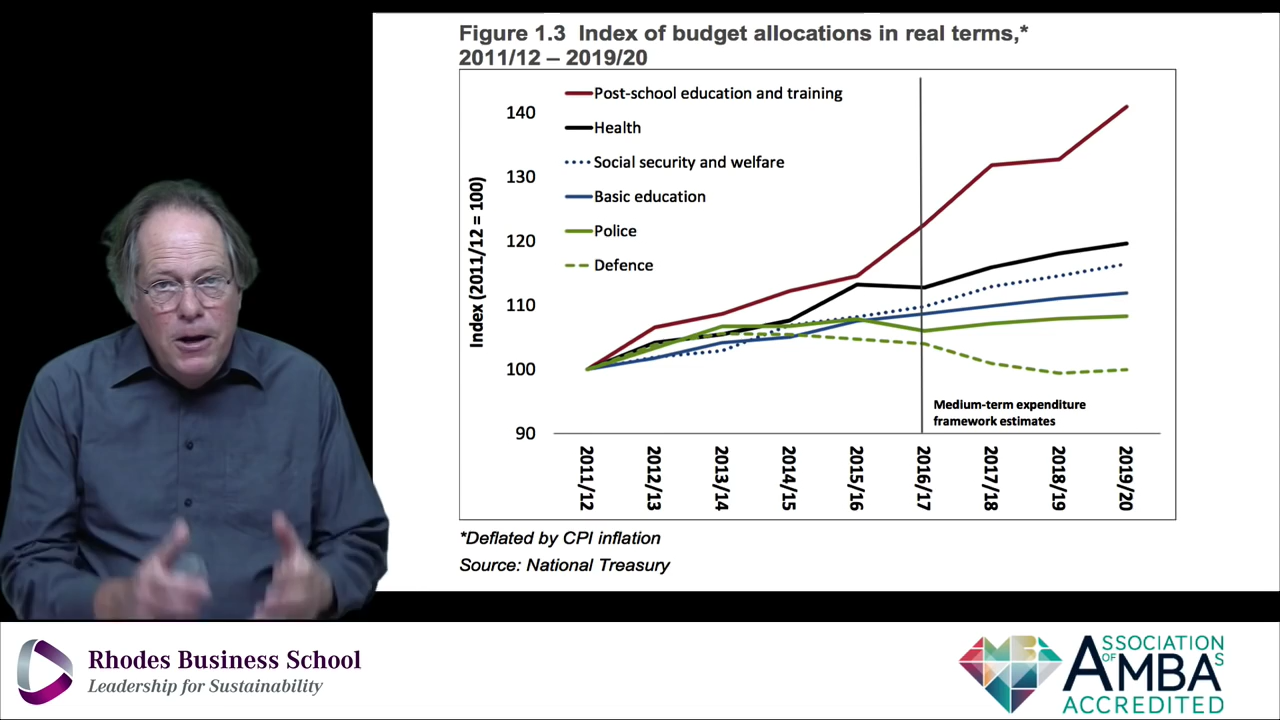 Figure 1.3 Index of budget allocations in real terms,*
2011/12 – 2019/20
Post-school education and training
Health
Social security and welfare
Basic education
Police
Defence
Index (2011/12 = 100)
140
130
120
110
100
90
Medium-term expenditure
framework estimates
2011/12
2012/13
2013/14
2014/15
2015/16
2016/17
2017/18
2018/19
2019/20
*Deflated by CPI inflation
Source: National Treasury
Rhodes Business School
Leadership for Sustainability
ASSOCIATION
OF MBAS
AMBA
ACCREDITED